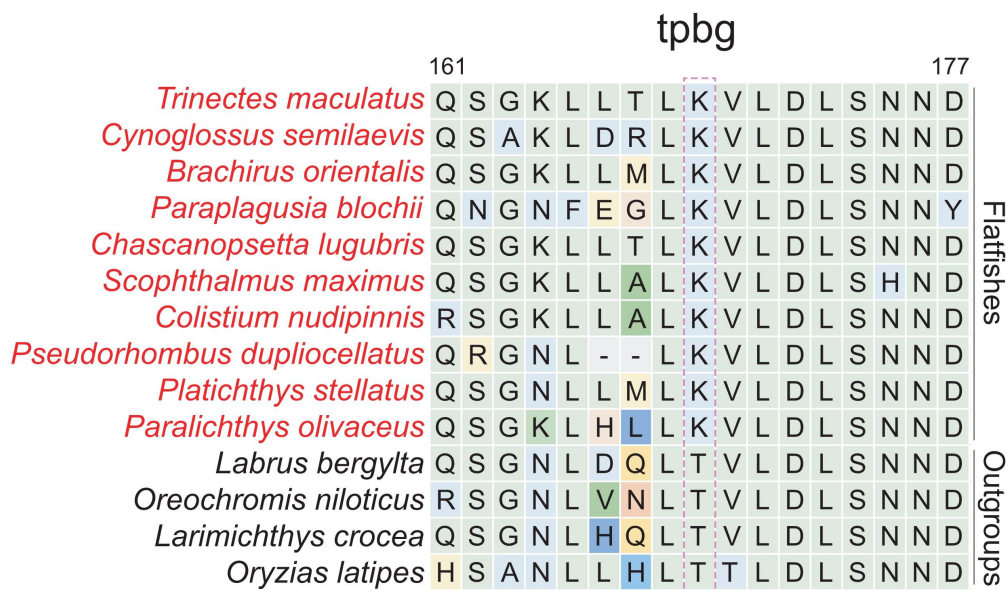 tpbg
161 177
Trinectes maculatus Q S G K L L T L K V L D L S N N D
Cynoglossus semilaevis Q S A K L D R L K V L D L S N N D
Brachirus orientalis Q S G K L L M L K V L D L S N N D
Paraplagusia blochii Q N G N F E G L K V L D L S N N Y
Chascanopsetta lugubris Q S G K L L T L K V L D L S N N D
Scophthalmus maximus Q S G K L L A L K V L D L S H N D
Colistium nudipinnis R S G K L L A L K V L D L S N N D
Pseudorhombus dupliocellatus Q R G N L - - L K V L D L S N N D
Platichthys stellatus Q S G N L L M L K V L D L S N N D
Paralichthys olivaceus Q S G K L H L L K V L D L S N N D
Labrus bergylta Q S G N L D Q L T V L D L S N N D
Oreochromis niloticus R S G N L V N L T V L D L S N N D
Larimichthys crocea Q S G N L H Q L T V L D L S N N D
Oryzias latipes H S A N L L H L T T L D L S N N D
Flatfishes
Outgroups